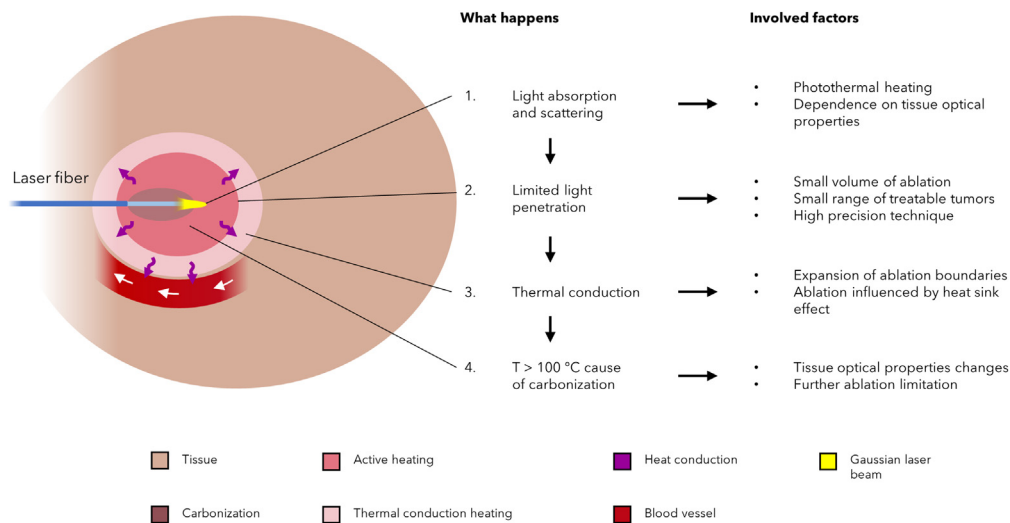 What happens
Involved factors
Laser fiber
1.
Light absorption
and scattering
• Photothermal heating
• Dependence on tissue optical
properties
2.
Limited light
penetration
• Small volume of ablation
• Small range of treatable tumors
• High precision technique
3.
Thermal conduction
• Expansion of ablation boundaries
• Ablation influenced by heat sink
effect
4.
T > 100 °C cause
of carbonization
• Tissue optical properties changes
• Further ablation limitation
Tissue
Active heating
Heat conduction
Gaussian laser
beam
Carbonization
Thermal conduction heating
Blood vessel